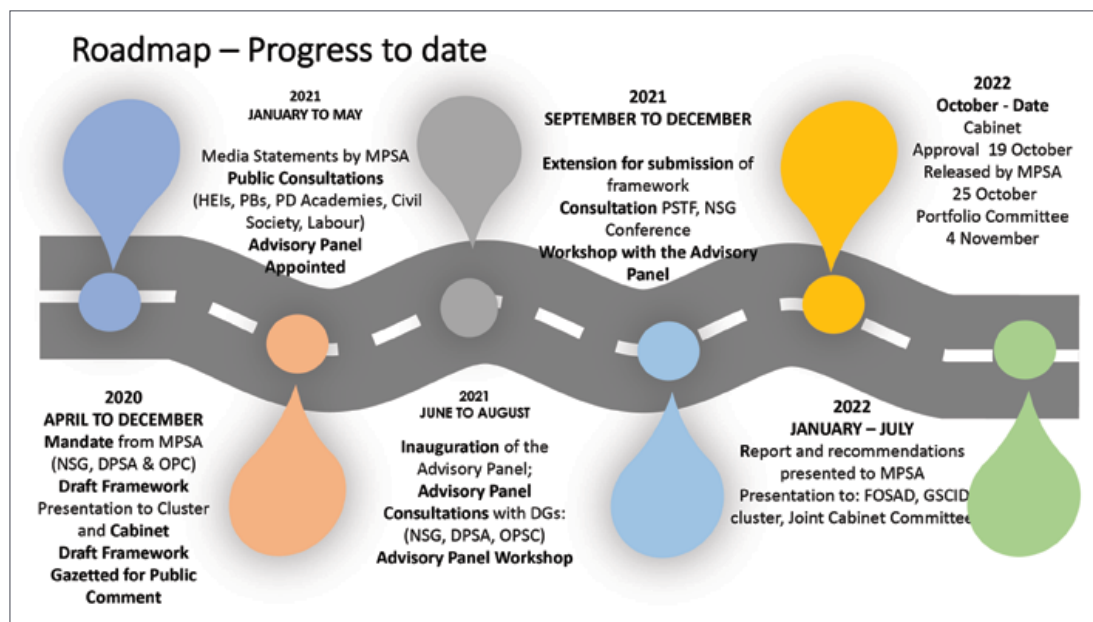 Roadmap – Progress to date
2020
APRIL TO DECEMBER
Mandate from MPSA
(NSG, DPSA & OPC)
Draft Framework
Presentation to Cluster
and Cabinet
Draft Framework
Gazetted for Public
Comment
2021
JANUARY TO MAY
Media Statements by MPSA
Public Consultations
(HEIs, PBs, PD Academies, Civil
Society, Labour)
Advisory Panel
Appointed
2021
JUNE TO AUGUST
Inauguration of the
Advisory Panel;
Advisory Panel
Consultations with DGs:
(NSG, DPSA, OPSC)
Advisory Panel Workshop
2021
SEPTEMBER TO DECEMBER
Extension for submission of
framework
Consultation PSTF, NSG
Conference
Workshop with the Advisory
Panel
2022
JANUARY – JULY
Report and recommendations
presented to MPSA
Presentation to: FOSAD, GSCID
cluster, Joint Cabinet Committee
2022
October - Date
Cabinet
Approval 19 October
Released by MPSA
25 October
Portfolio Committee
4 November